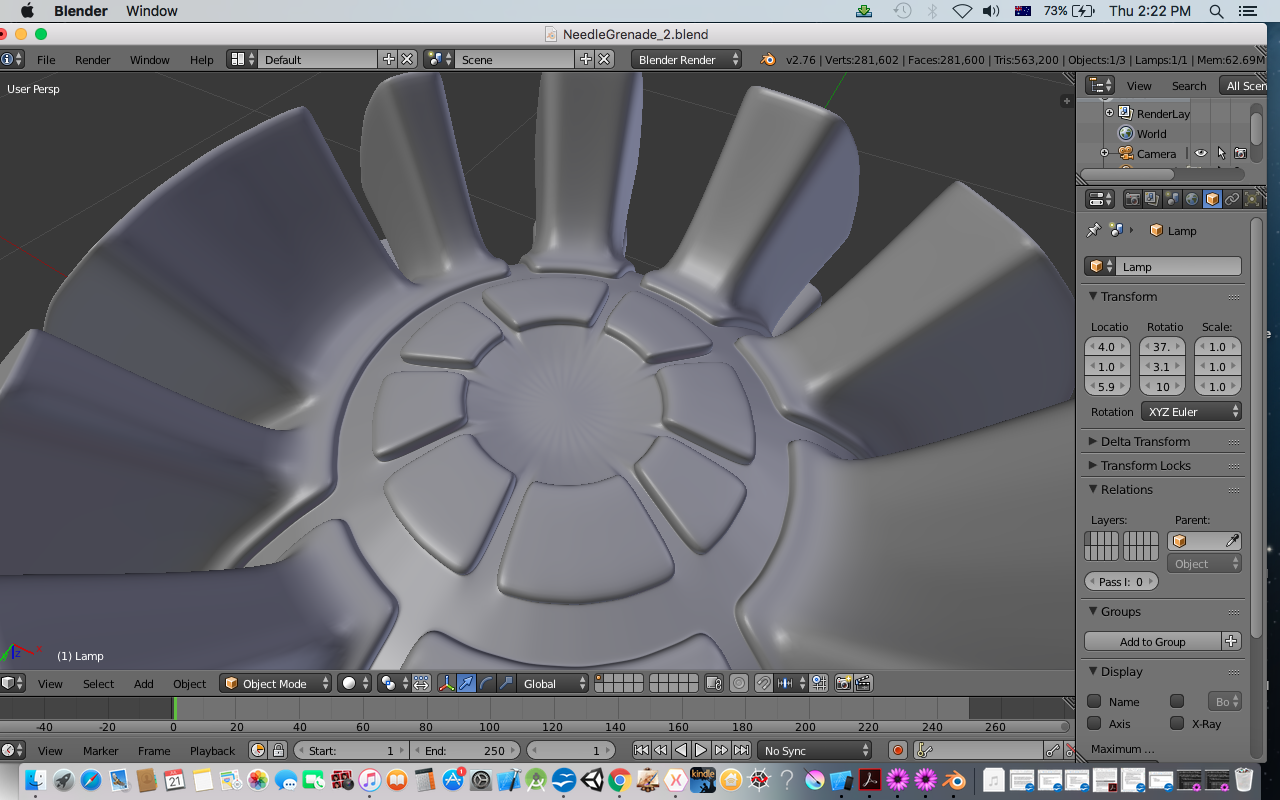 Blender Window 73% Thu 2:22 PM
NeedleGrenade_2.blend
File Render Window Help Default Scene Blender Render v2.76 | Verts:281,602 | Faces:281,600 | Tris:563,200 | Objects:1/3 | Lamps:1/1 | Mem:62.69M
User Persp
View Search All Scen
RenderLay
World
Camera
Lamp
Lamp
Transform
Locatio Rotatio Scale:
4.0 37. 1.0
1.0 3.1 1.0
5.9 10 1.0
Rotation XYZ Euler
Delta Transform
Transform Locks
Relations
Layers: Parent:
Object
Pass I: 0
Groups
Add to Group
Display
Name Bo
Axis X-Ray
Maximum ...
x
z
(1) Lamp
View Select Add Object Object Mode Global
-40 -20 0 20 40 60 80 100 120 140 160 180 200 220 240 260
View Marker Frame Playback Start: 1 End: 250 1 No Sync
21
kindle